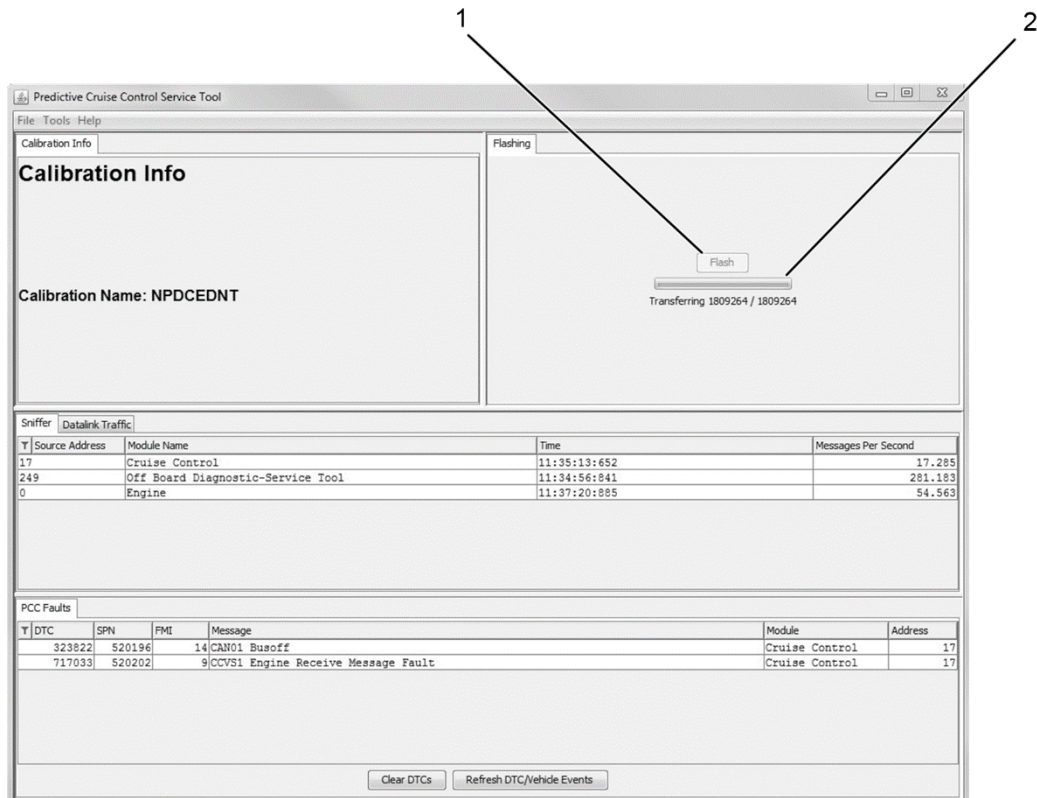 1
2
Predictive Cruise Control Service Tool
File Tools Help
Calibration Info
Flashing
Calibration Info
Flash
Calibration Name: NPDCEDNT
Transferring 1809264 / 1809264
Sniffer Datalink Traffic
T Source Address Module Name Time Messages Per Second
17 Cruise Control 11:35:13:652 17.285
249 Off Board Diagnostic-Service Tool 11:34:56:841 281.183
0 Engine 11:37:20:885 54.563
PCC Faults
T DTC SPN FMI Message Module Address
323822 520196 14 CAN01 Busoff Cruise Control 17
717033 520202 9 CCVS1 Engine Receive Message Fault Cruise Control 17
Clear DTCs Refresh DTC/Vehicle Events